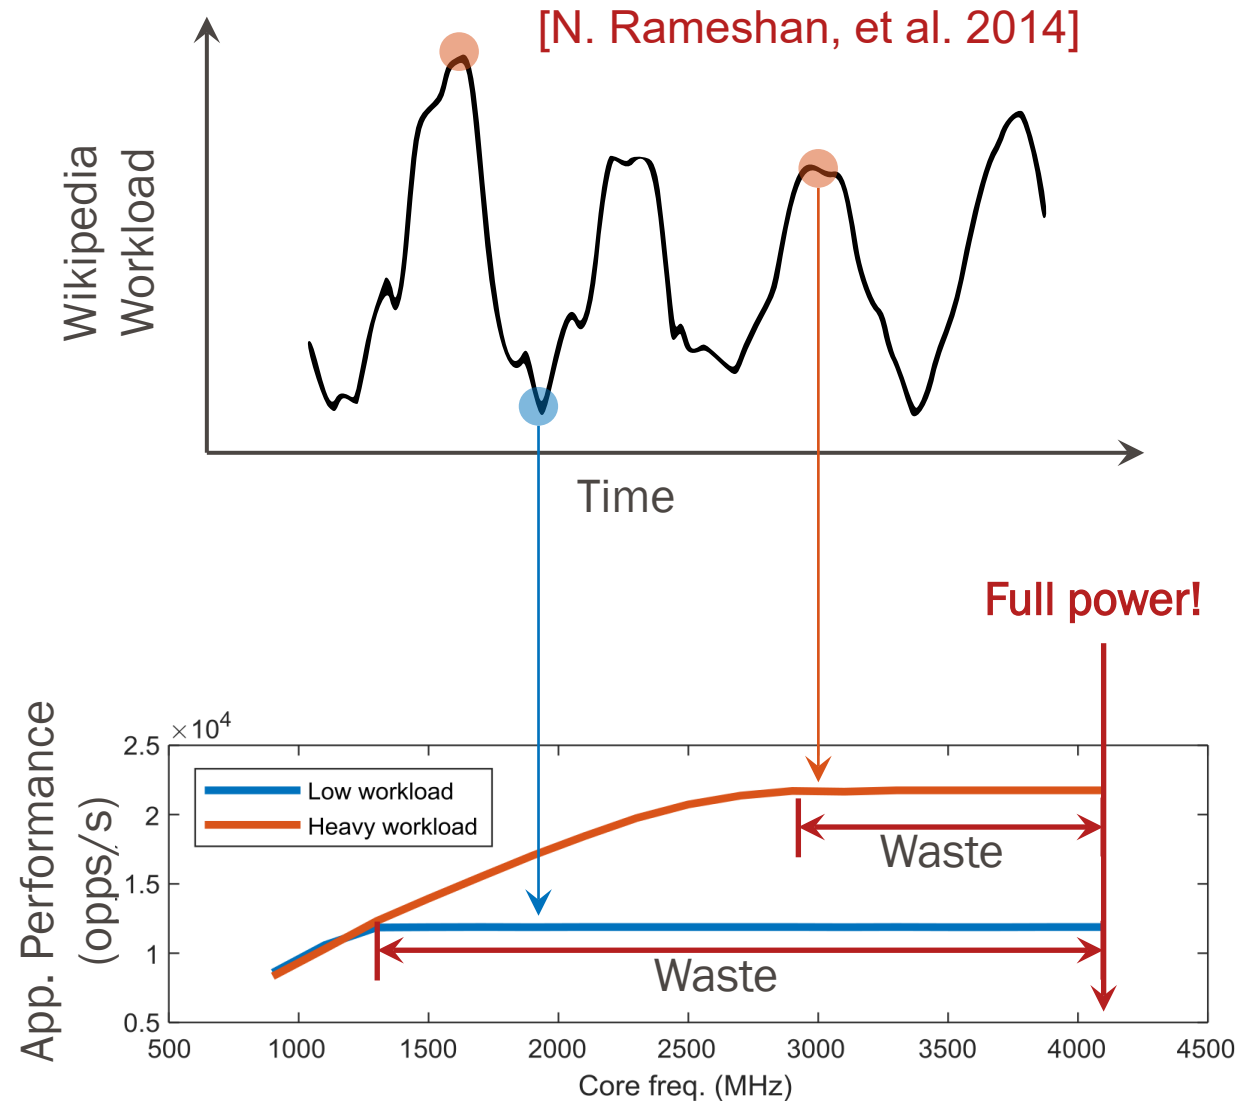 [N. Rameshan, et al. 2014]
Wikipedia
Workload
Time
Full power!
×10⁴
App. Performance
(opps/s)
2.5
2
1.5
1
0.5
Low workload
Heavy workload
Waste
Waste
500 1000 1500 2000 2500 3000 3500 4000 4500
Core freq. (MHz)